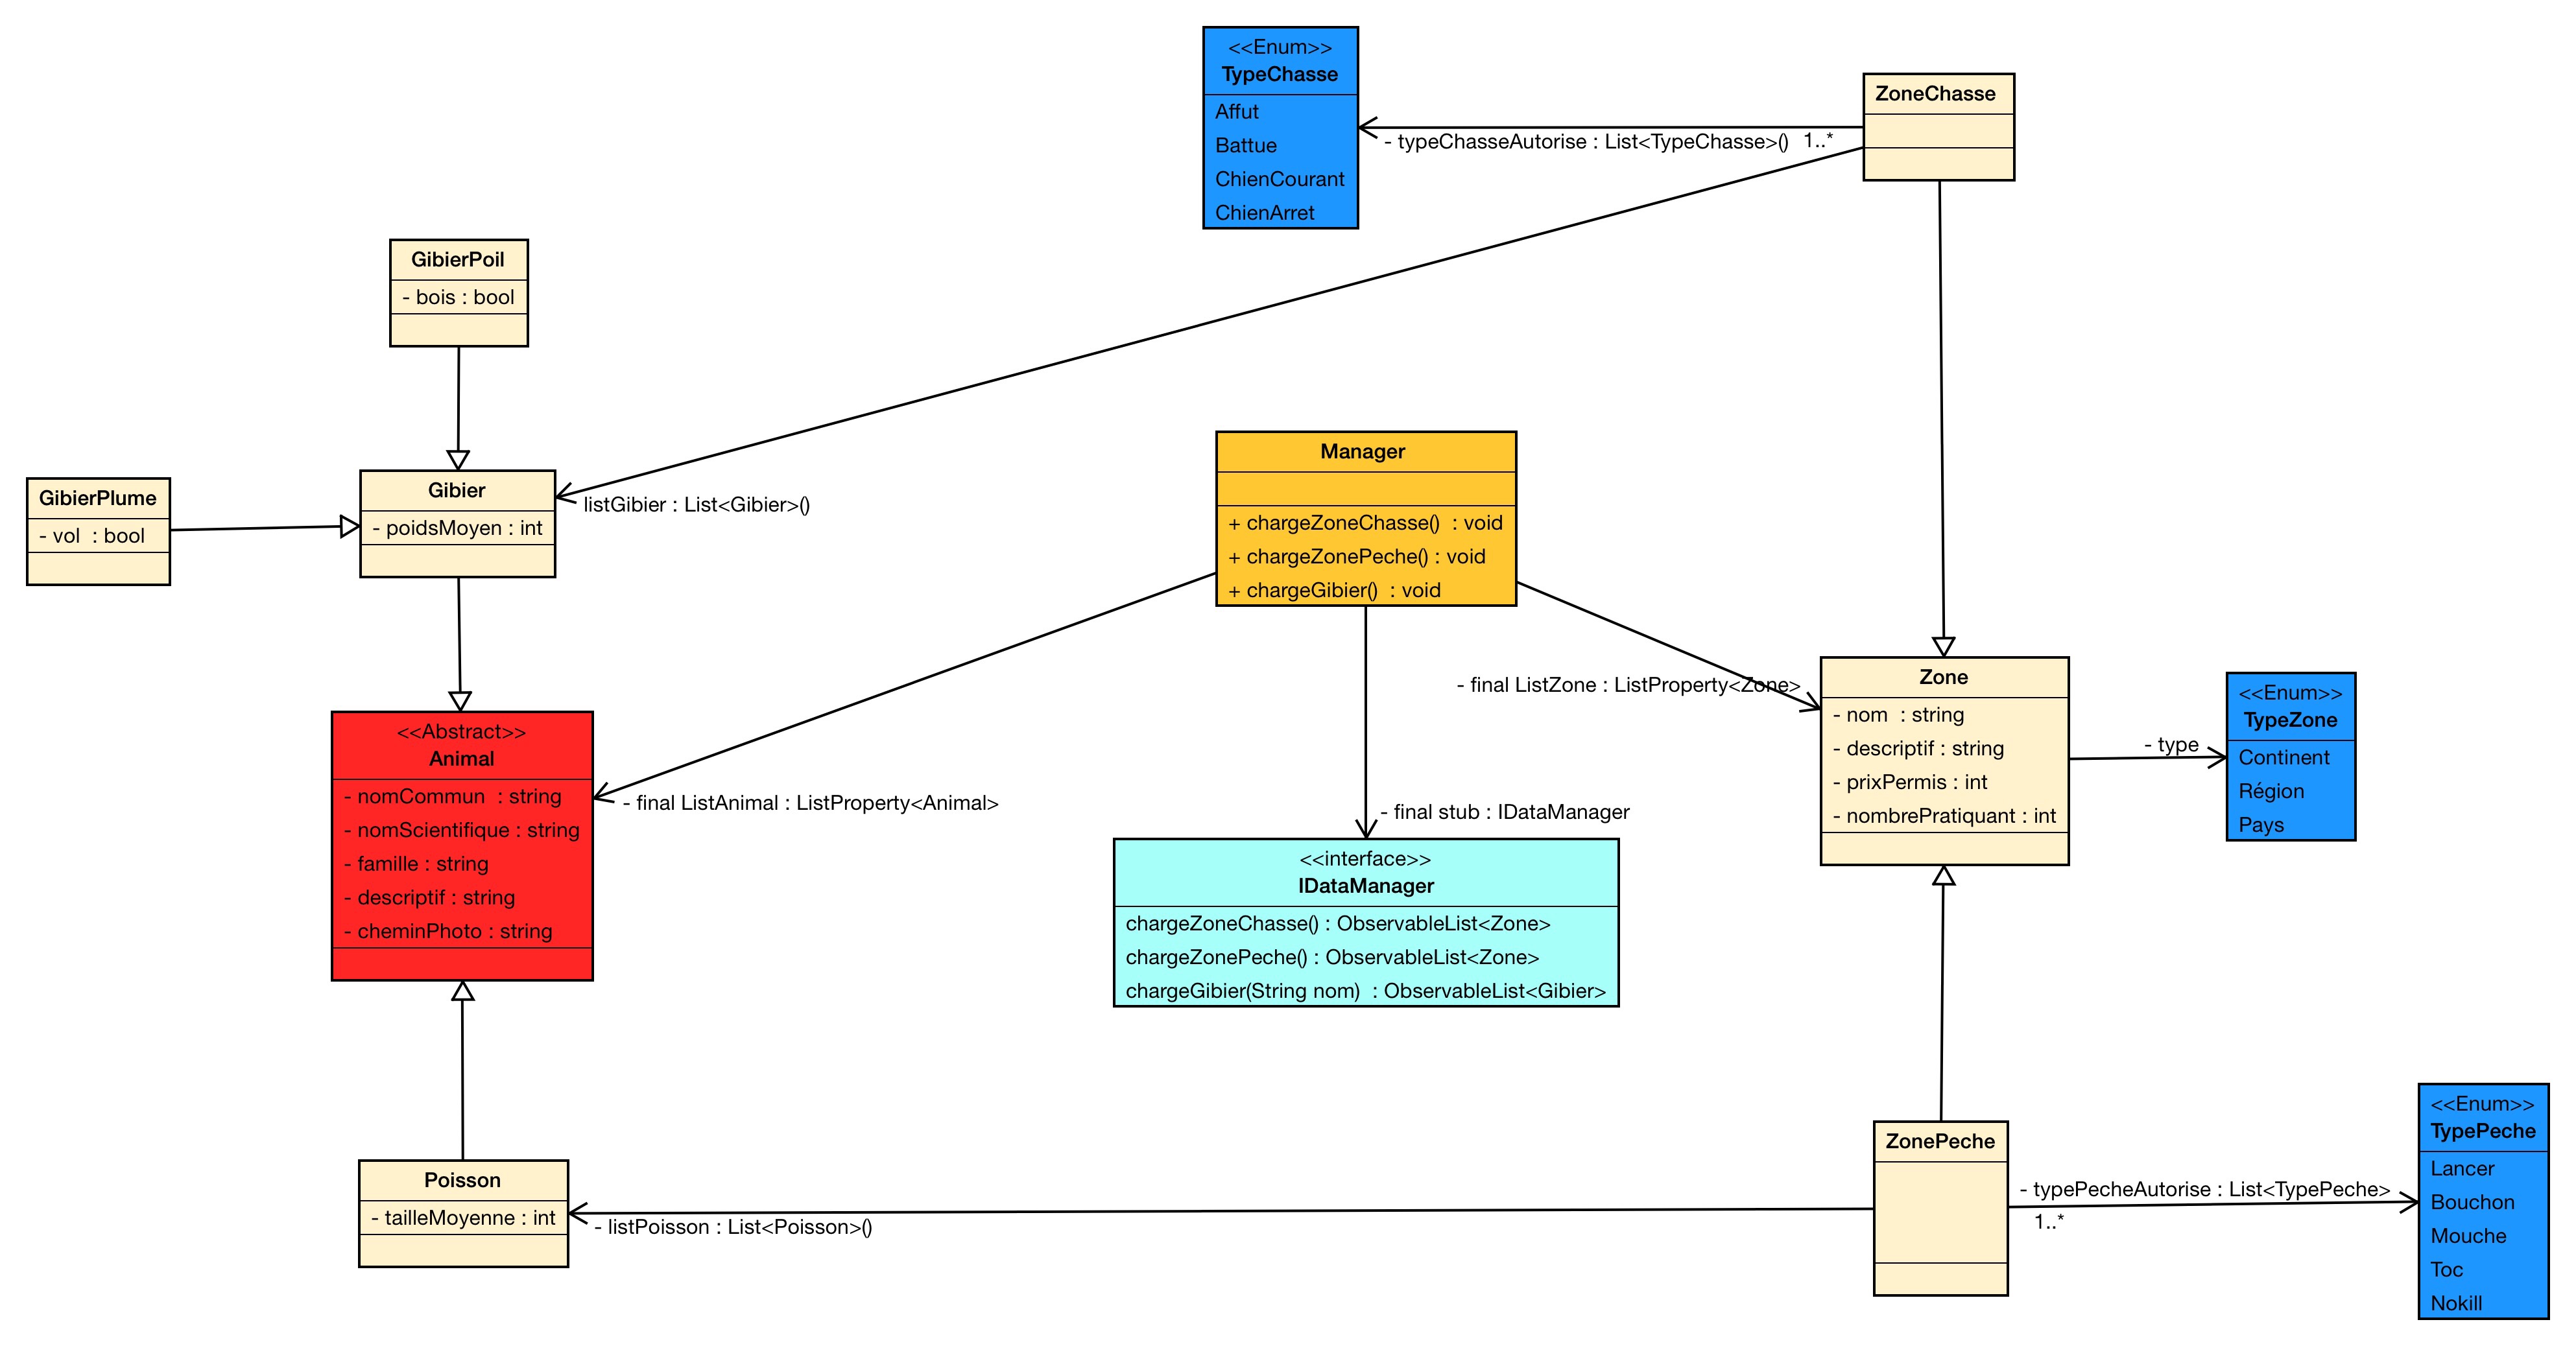 <<Enum>>
TypeChasse
Affut
Battue
ChienCourant
ChienArret
ZoneChasse
- typeChasseAutorise : List<TypeChasse>()
1..*
GibierPoil
- bois : bool
GibierPlume
- vol : bool
Gibier
- poidsMoyen : int
listGibier : List<Gibier>()
Manager
+ chargeZoneChasse() : void
+ chargeZonePeche() : void
+ chargeGibier() : void
- final ListZone : ListProperty<Zone>
Zone
- nom : string
- descriptif : string
- prixPermis : int
- nombrePratiquant : int
- type
<<Enum>>
TypeZone
Continent
Région
Pays
<<Abstract>>
Animal
- nomCommun : string
- nomScientifique : string
- famille : string
- descriptif : string
- cheminPhoto : string
- final ListAnimal : ListProperty<Animal>
- final stub : IDataManager
<<interface>>
IDataManager
chargeZoneChasse() : ObservableList<Zone>
chargeZonePeche() : ObservableList<Zone>
chargeGibier(String nom) : ObservableList<Gibier>
Poisson
- tailleMoyenne : int
- listPoisson : List<Poisson>()
ZonePeche
- typePecheAutorise : List<TypePeche>
1..*
<<Enum>>
TypePeche
Lancer
Bouchon
Mouche
Toc
Nokill